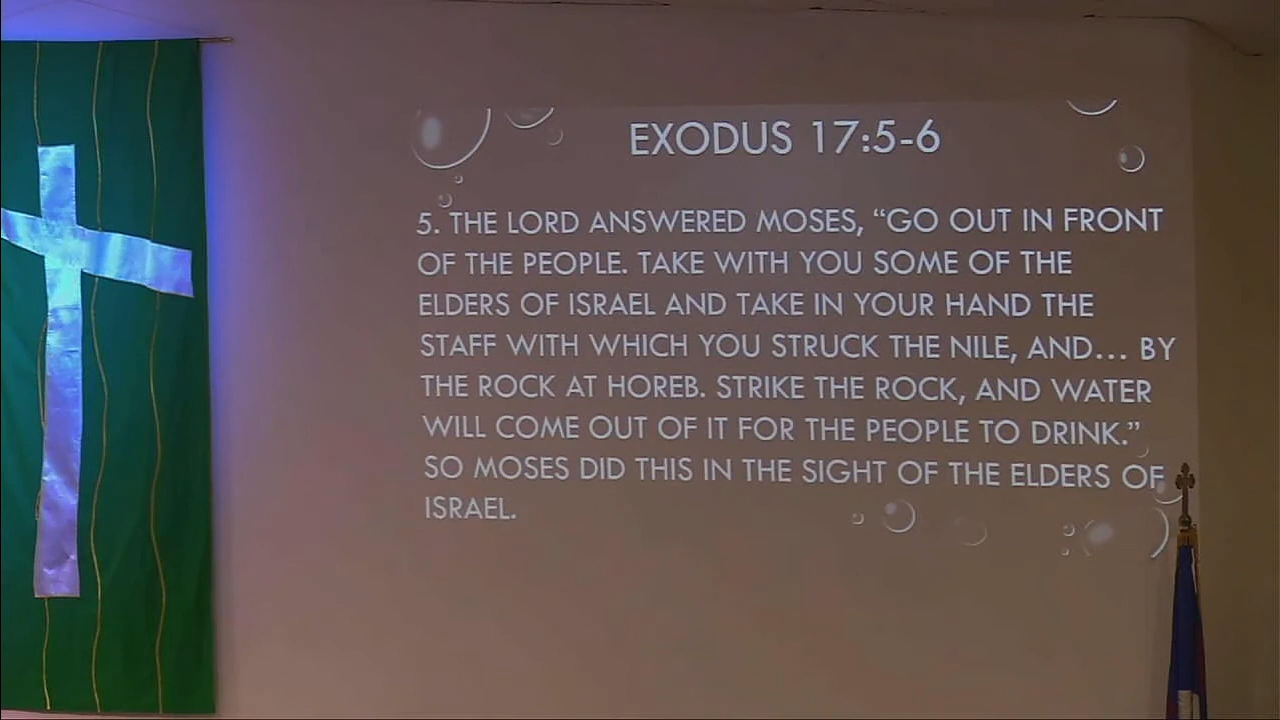 EXODUS 17:5-6
5. THE LORD ANSWERED MOSES, “GO OUT IN FRONT
OF THE PEOPLE. TAKE WITH YOU SOME OF THE
ELDERS OF ISRAEL AND TAKE IN YOUR HAND THE
STAFF WITH WHICH YOU STRUCK THE NILE, AND... BY
THE ROCK AT HOREB. STRIKE THE ROCK, AND WATER
WILL COME OUT OF IT FOR THE PEOPLE TO DRINK.”
SO MOSES DID THIS IN THE SIGHT OF THE ELDERS OF
ISRAEL.